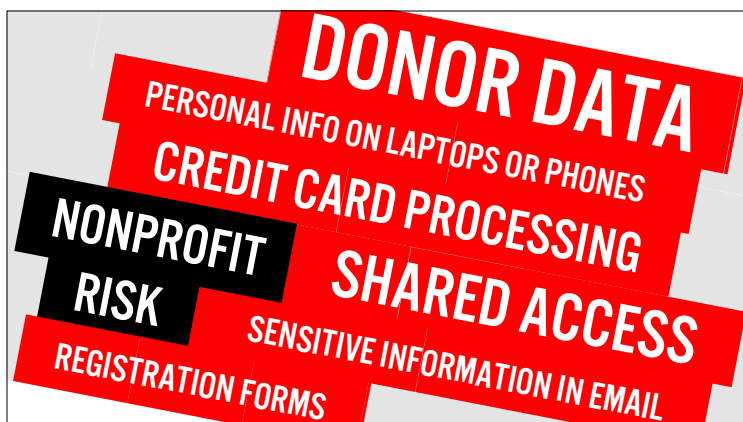 DONOR DATA
PERSONAL INFO ON LAPTOPS OR PHONES
CREDIT CARD PROCESSING
NONPROFIT
RISK
SHARED ACCESS
SENSITIVE INFORMATION IN EMAIL
REGISTRATION FORMS